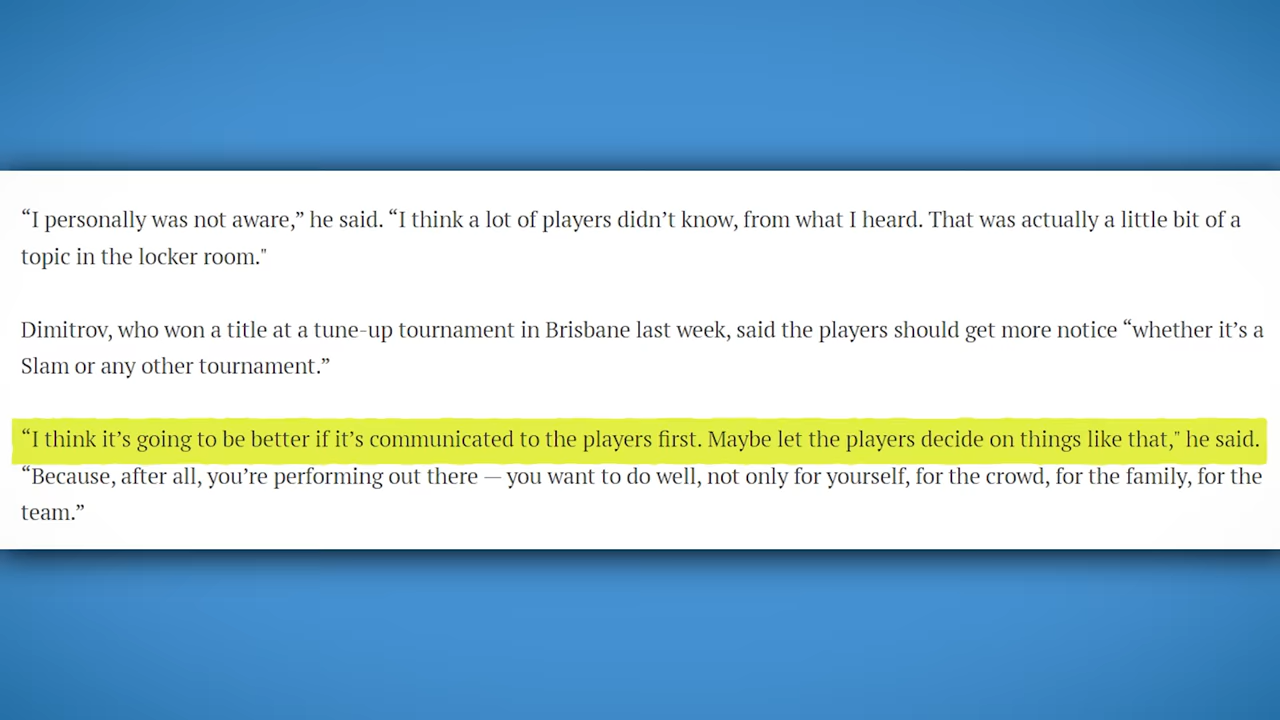 “I personally was not aware,” he said. “I think a lot of players didn’t know, from what I heard. That was actually a little bit of a
topic in the locker room."
Dimitrov, who won a title at a tune-up tournament in Brisbane last week, said the players should get more notice “whether it’s a
Slam or any other tournament.”
“I think it’s going to be better if it’s communicated to the players first. Maybe let the players decide on things like that," he said.
“Because, after all, you’re performing out there — you want to do well, not only for yourself, for the crowd, for the family, for the
team.”